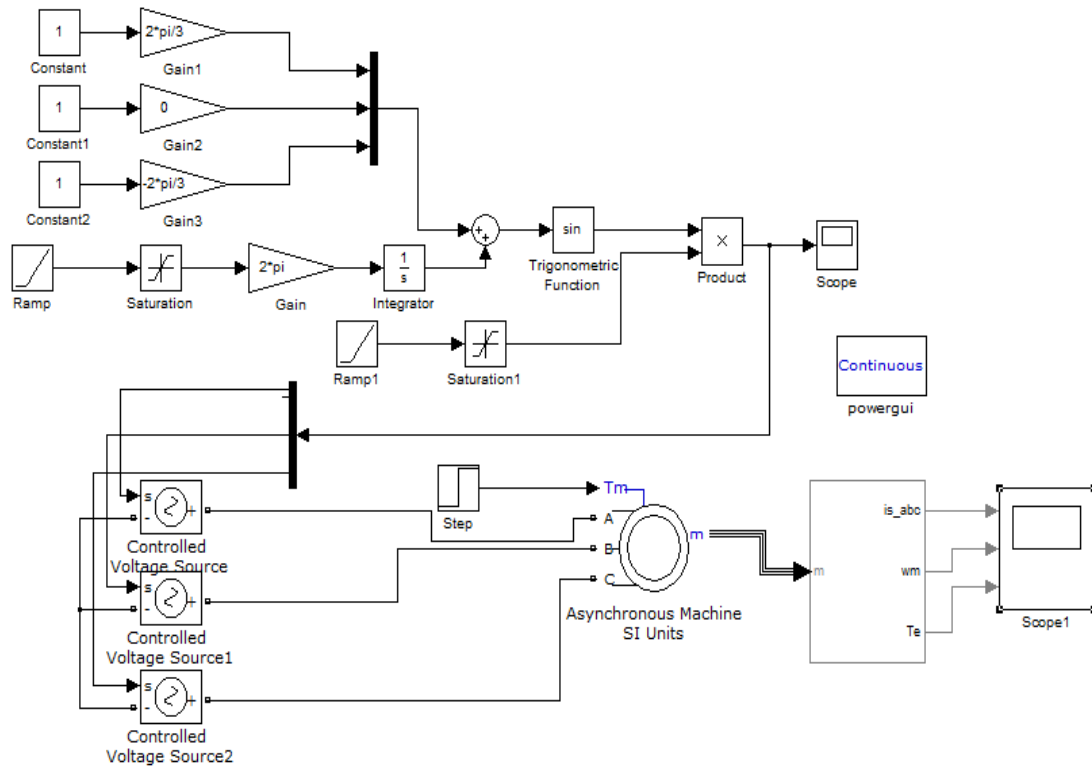 1
Constant
2*pi/3
Gain1
1
Constant1
0
Gain2
1
Constant2
-2*pi/3
Gain3
Ramp
Saturation
2*pi
Gain
1
s
Integrator
+
+
sin
Trigonometric
Function
×
Product
Scope
Ramp1
Saturation1
Continuous
powergui
s
-
+
Controlled
Voltage Source
s
-
+
Controlled
Voltage Source1
s
-
+
Controlled
Voltage Source2
Step
Tm
A
B
C
m
Asynchronous Machine
SI Units
m
is_abc
wm
Te
Scope1